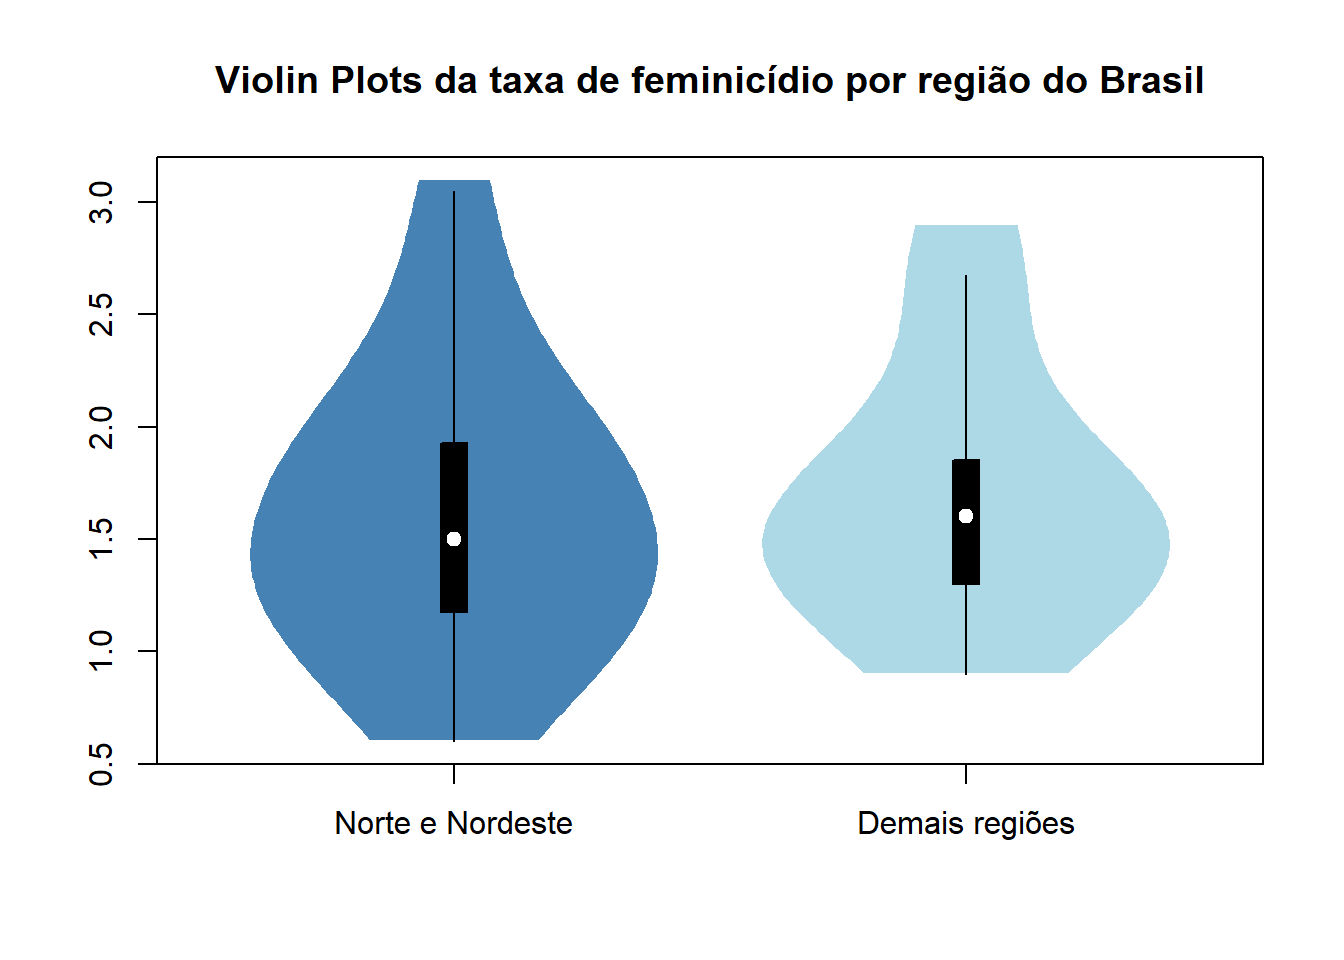 Violin Plots da taxa de feminicídio por região do Brasil
3.0
2.5
2.0
1.5
1.0
0.5
Norte e Nordeste
Demais regiões